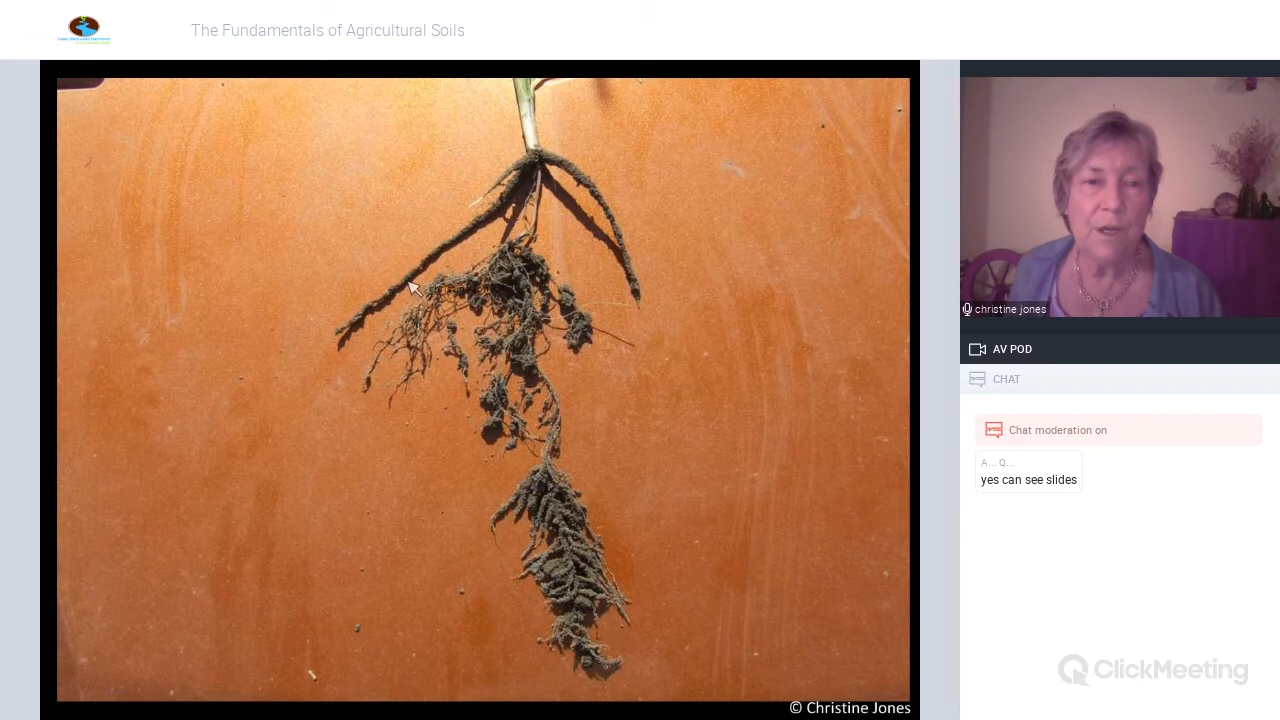 The Fundamentals of Agricultural Soils
christine jones
AV POD
CHAT
Chat moderation on
A... Q...
yes can see slides
ClickMeeting
© Christine Jones